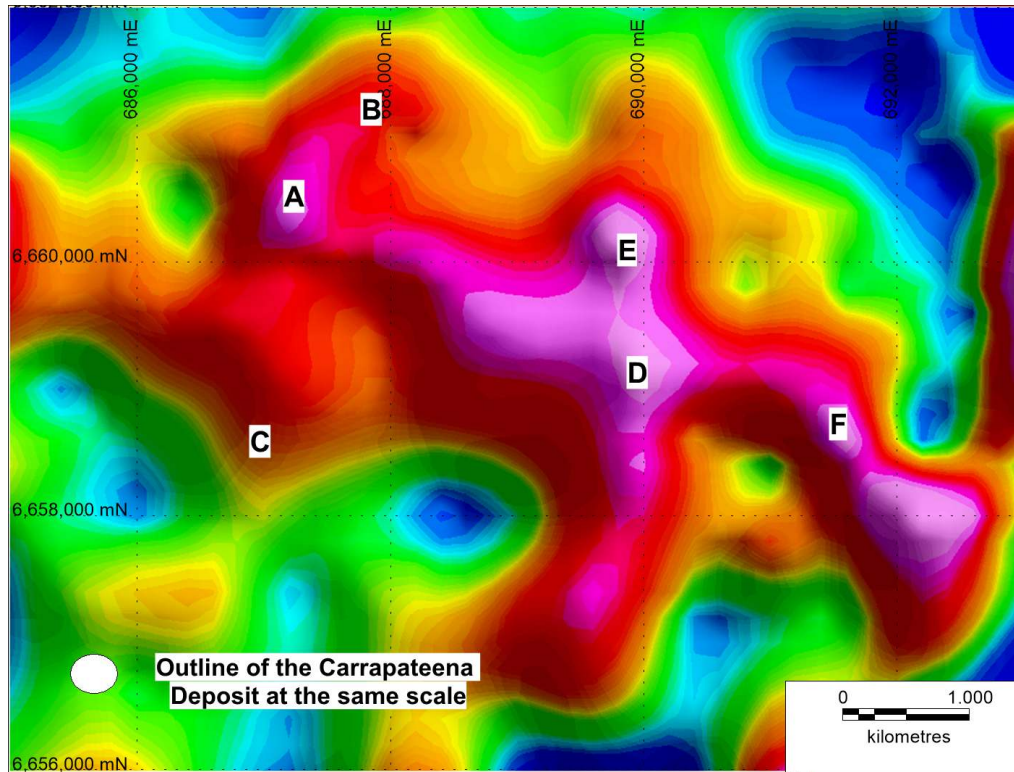 686,000 mE
688,000 mE
690,000 mE
692,000 mE
B
A
6,660,000 mN
E
D
F
C
6,658,000 mN
Outline of the Carrapateena
Deposit at the same scale
0 1.000
kilometres
6,656,000 mN